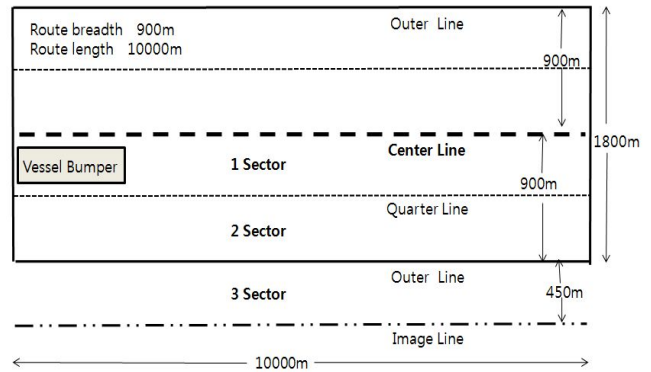 Route breadth 900m
Route length 10000m
Outer Line
900m
Center Line
1800m
Vessel Bumper
1 Sector
900m
Quarter Line
2 Sector
Outer Line
3 Sector
450m
Image Line
10000m